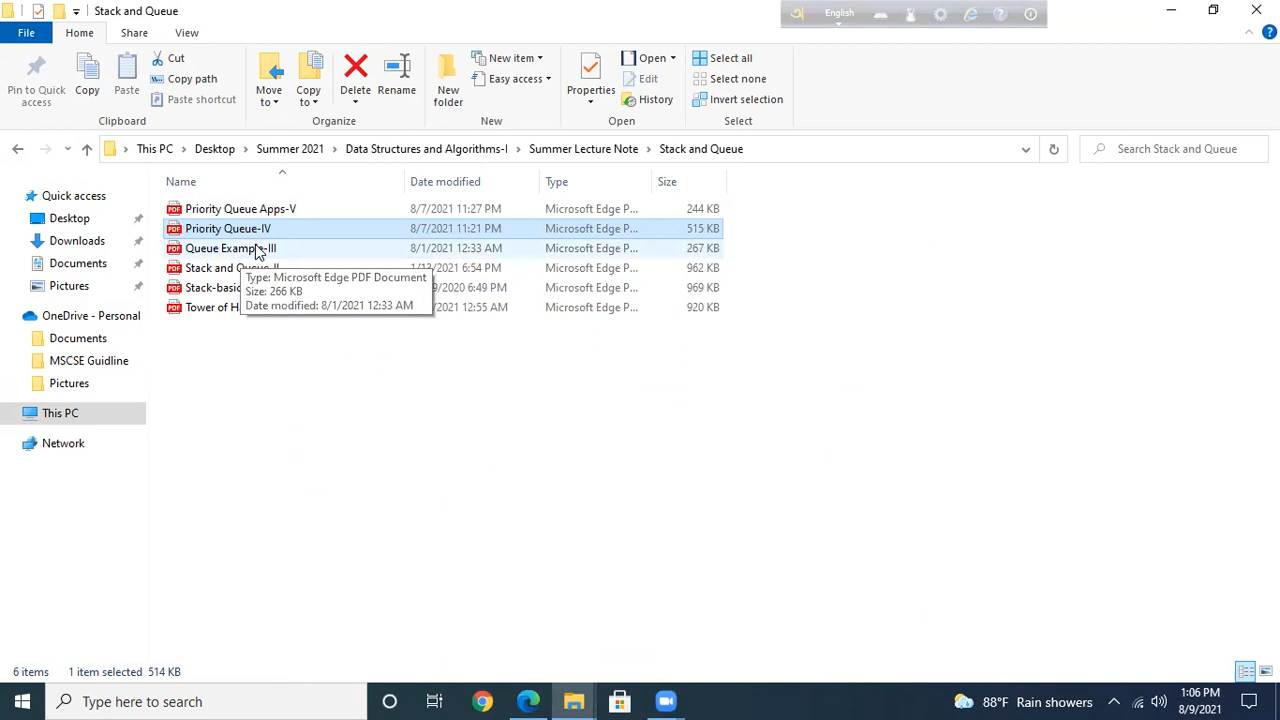 Stack and Queue
English
File
Home
Share
View
Pin to Quick access
Copy
Paste
Cut
Copy path
Paste shortcut
Clipboard
Move to
Copy to
Delete
Rename
Organize
New folder
New item
Easy access
New
Properties
Open
Edit
History
Open
Select all
Select none
Invert selection
Select
This PC
Desktop
Summer 2021
Data Structures and Algorithms-I
Summer Lecture Note
Stack and Queue
Search Stack and Queue
Name
Date modified
Type
Size
Quick access
Desktop
Downloads
Documents
Pictures
OneDrive - Personal
Documents
MSCSE Guidline
Pictures
This PC
Network
Priority Queue Apps-V 8/7/2021 11:27 PM Microsoft Edge P... 244 KB
Priority Queue-IV 8/7/2021 11:21 PM Microsoft Edge P... 515 KB
Queue Example-III 8/1/2021 12:33 AM Microsoft Edge P... 267 KB
Stack and 2021 6:54 PM Microsoft Edge P... 962 KB
Stack-basi 2020 6:49 PM Microsoft Edge P... 969 KB
Tower of H 12:55 AM Microsoft Edge P... 920 KB
Type: Microsoft Edge PDF Document
Size: 266 KB
Date modified: 8/1/2021 12:33 AM
6 items
1 item selected 514 KB
Type here to search
88°F Rain showers
1:06 PM
8/9/2021